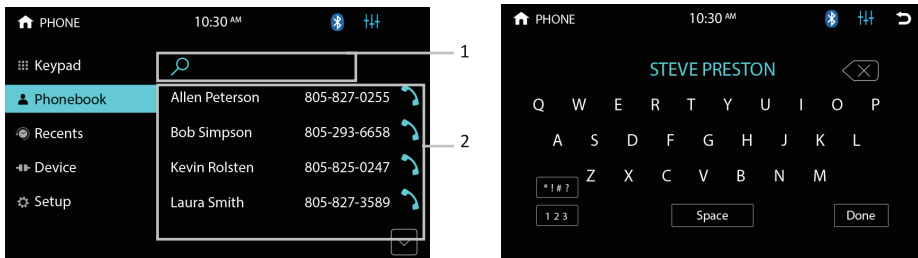 PHONE 10:30 AM
Keypad
Phonebook
Recents
Device
Setup
Allen Peterson 805-827-0255
Bob Simpson 805-293-6658
Kevin Rolsten 805-825-0247
Laura Smith 805-827-3589
1
2
PHONE 10:30 AM
STEVE PRESTON
Q W E R T Y U I O P
A S D F G H J K L
Z X C V B N M
*!#?
123 Space Done